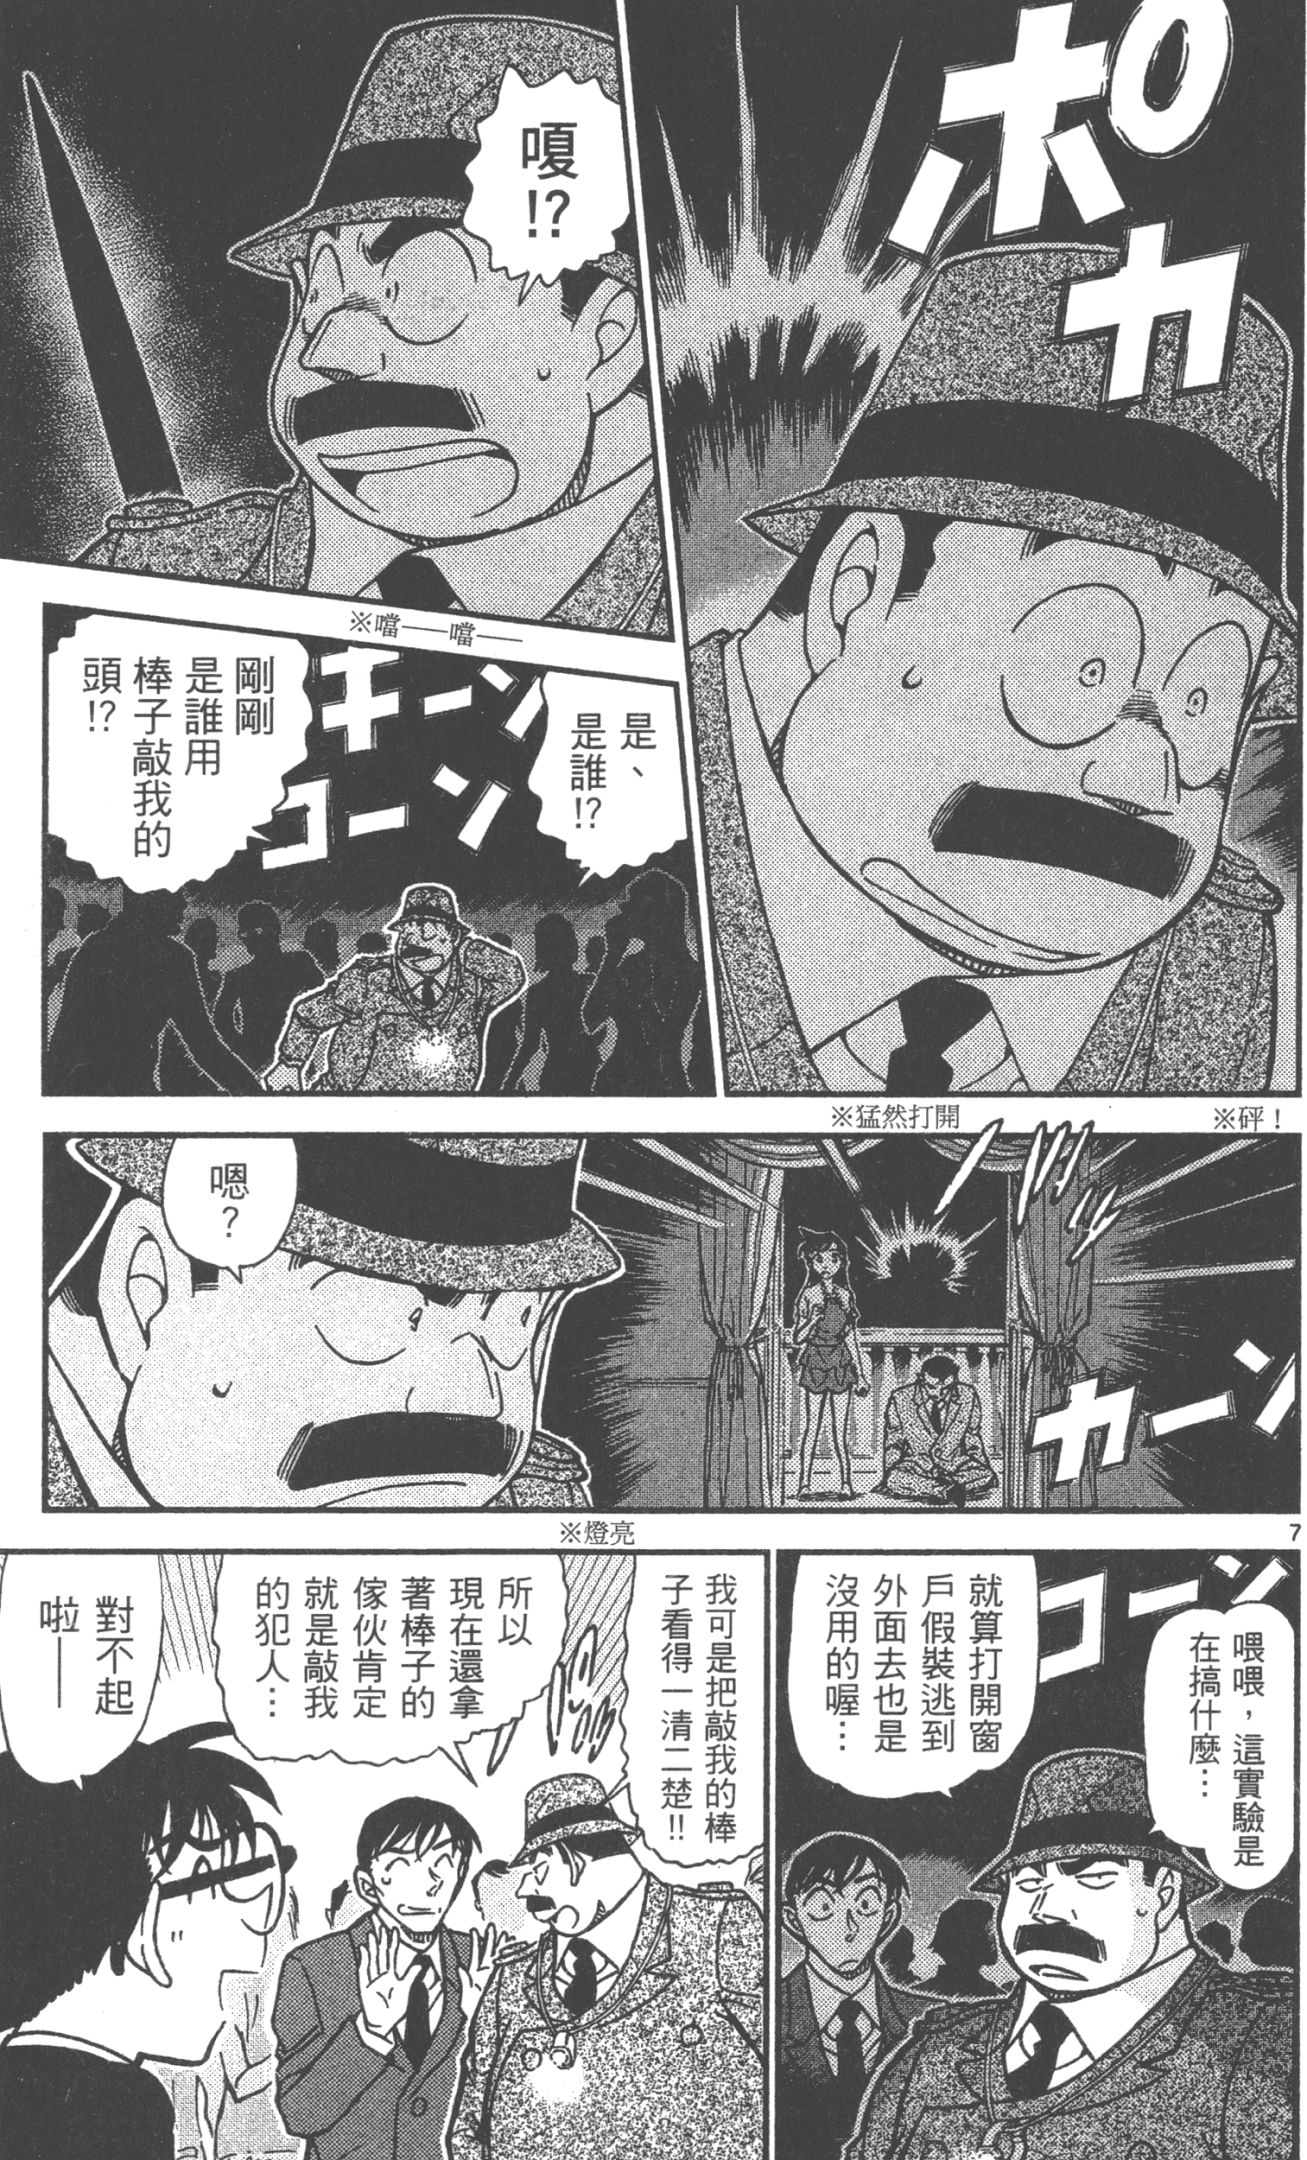 ポカ
嗄!?
※噹——噹——
キーン
コーン
是、
是誰!?
剛剛
是誰用
棒子敲我的
頭!?
※砰！
※猛然打開
カーン
嗯？
※燈亮
7
コーン
喂喂，這實驗是
在搞什麼…
就算打開窗
戶假裝逃到
外面去也是
沒用的喔…
我可是把敲我的棒
子看得一清二楚!!
所以
現在還拿
著棒子的
傢伙肯定
就是敲我
的犯人…
對不起
啦——